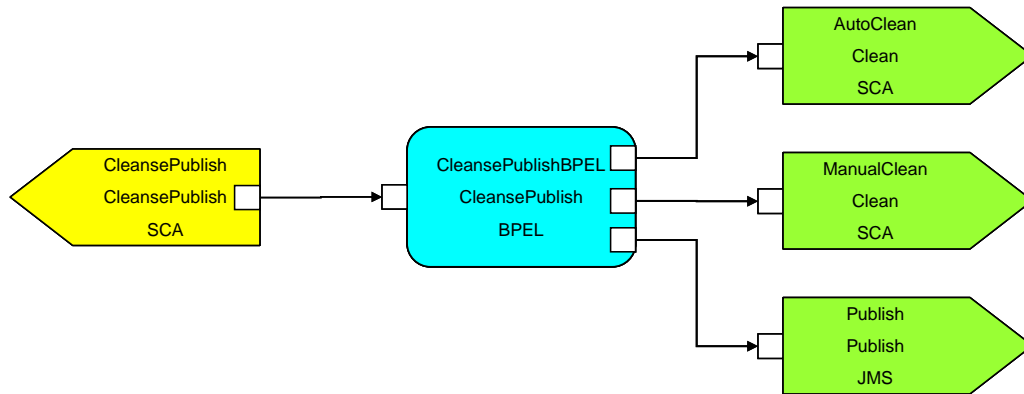 CleansePublish
CleansePublish
SCA
CleansePublishBPEL
CleansePublish
BPEL
AutoClean
Clean
SCA
ManualClean
Clean
SCA
Publish
Publish
JMS